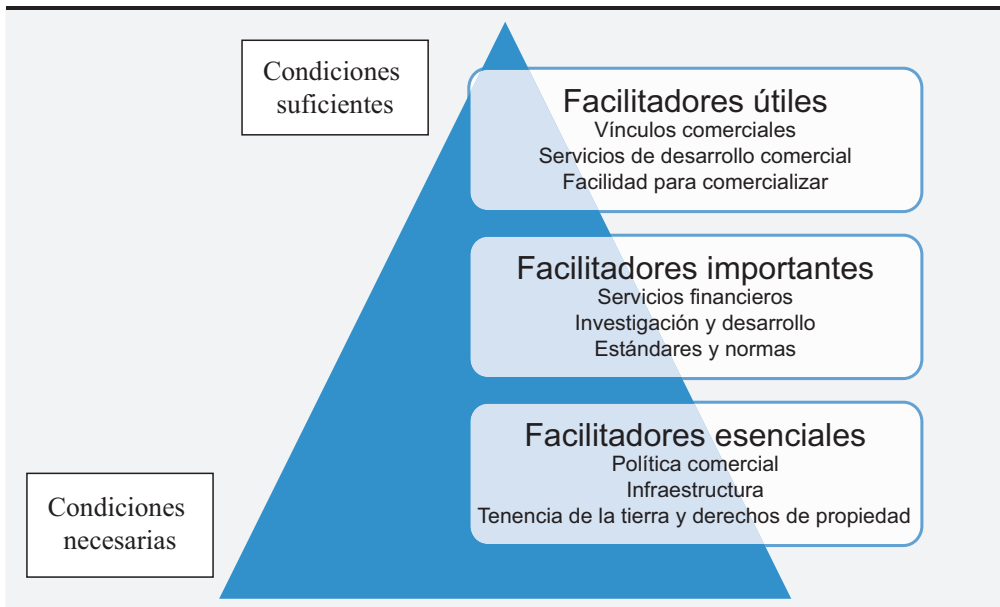 Condiciones
suficientes
Facilitadores útiles
Vínculos comerciales
Servicios de desarrollo comercial
Facilidad para comercializar
Facilitadores importantes
Servicios financieros
Investigación y desarrollo
Estándares y normas
Facilitadores esenciales
Política comercial
Infraestructura
Tenencia de la tierra y derechos de propiedad
Condiciones
necesarias